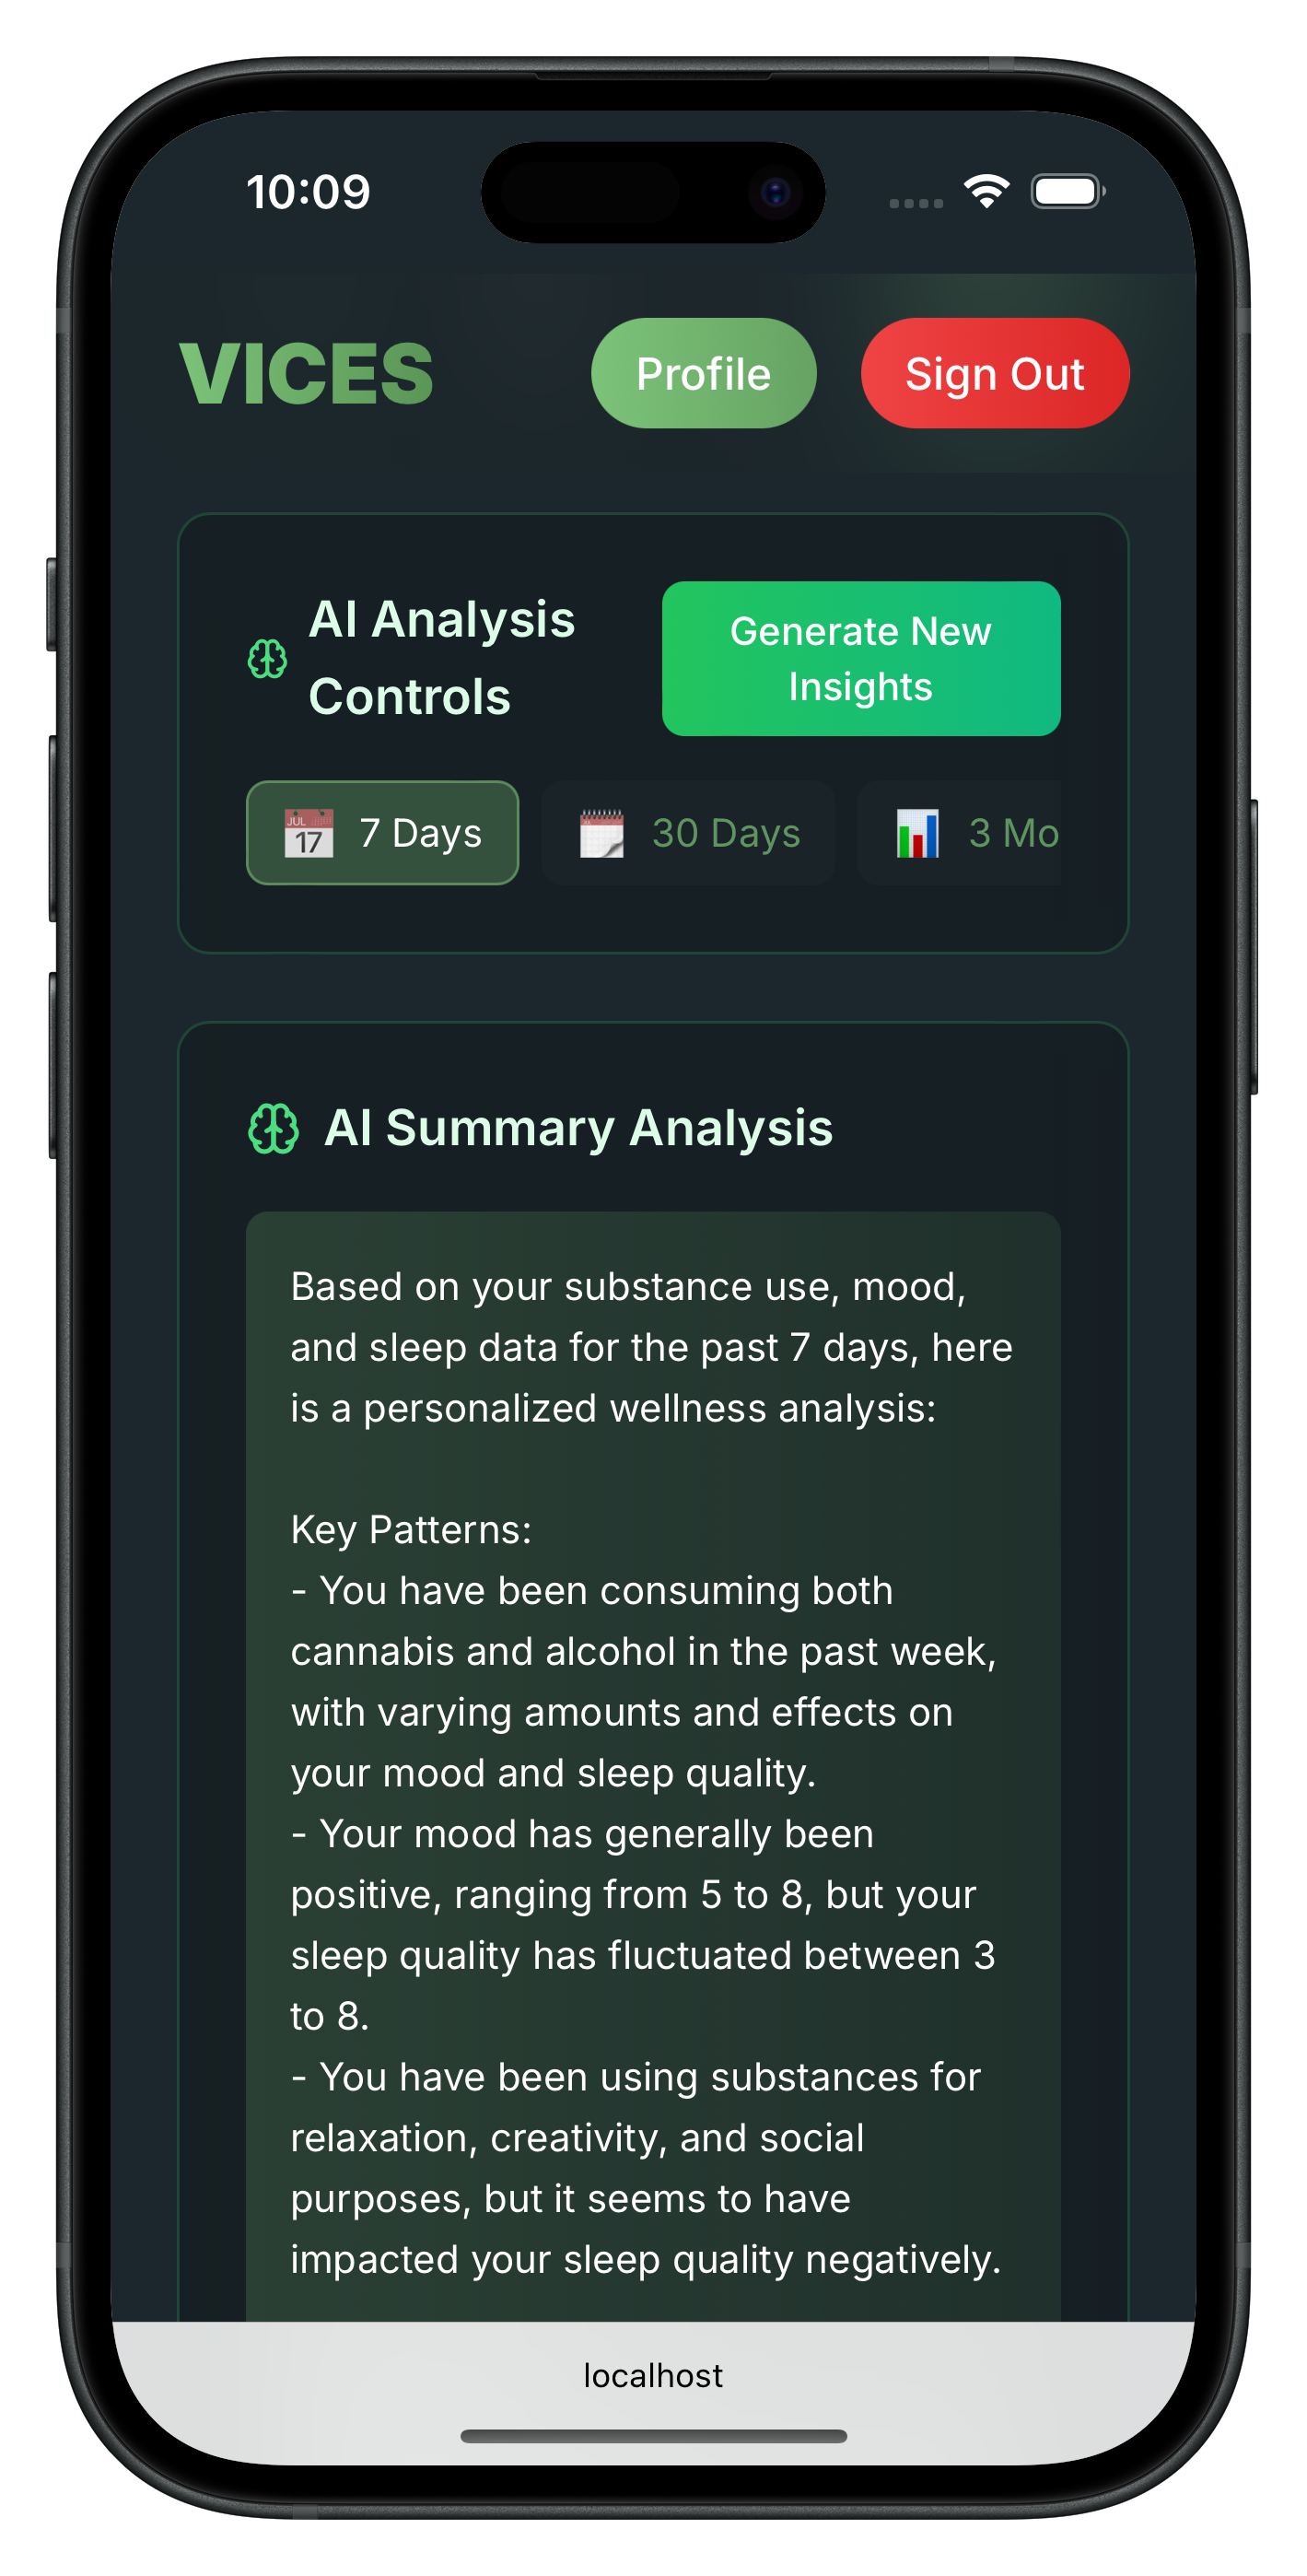 10:09
VICES
Profile
Sign Out
AI Analysis
Controls
Generate New
Insights
JUL
17
7 Days
30 Days
3 Mo
AI Summary Analysis
Based on your substance use, mood,
and sleep data for the past 7 days, here
is a personalized wellness analysis:
Key Patterns:
- You have been consuming both
cannabis and alcohol in the past week,
with varying amounts and effects on
your mood and sleep quality.
- Your mood has generally been
positive, ranging from 5 to 8, but your
sleep quality has fluctuated between 3
to 8.
- You have been using substances for
relaxation, creativity, and social
purposes, but it seems to have
impacted your sleep quality negatively.
localhost